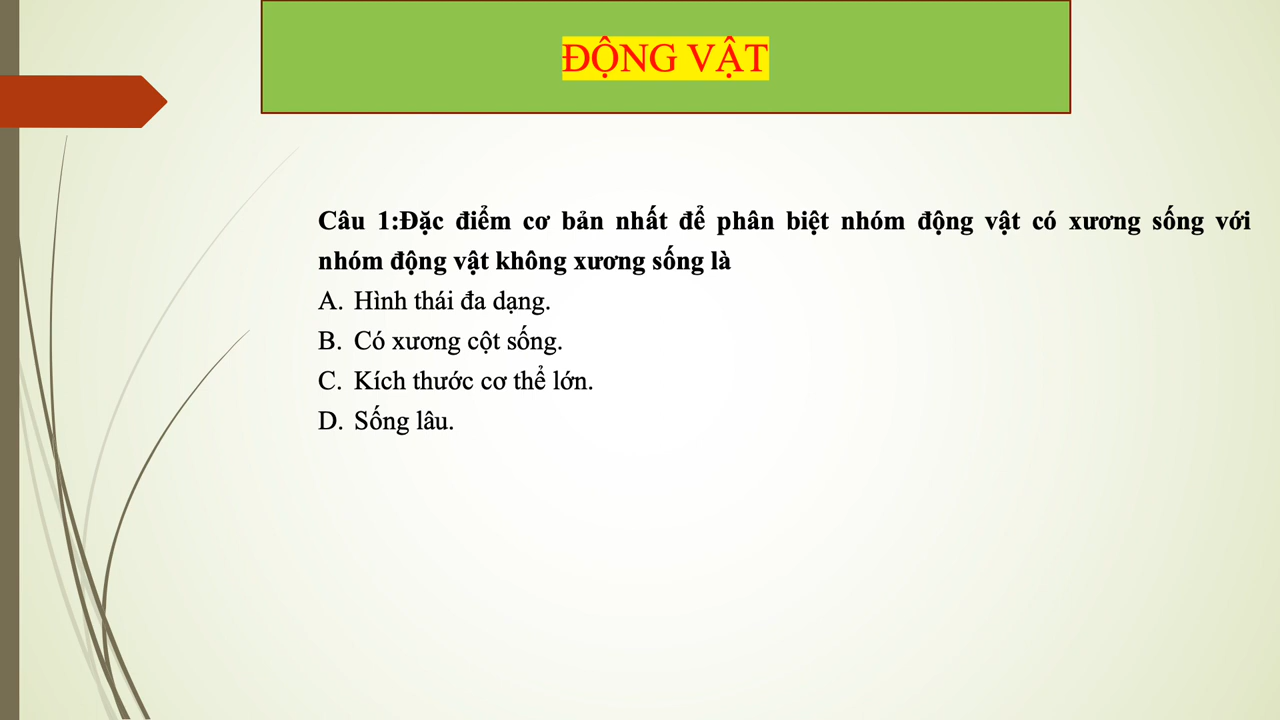 ĐỘNG VẬT
Câu 1:Đặc điểm cơ bản nhất để phân biệt nhóm động vật có xương sống với
nhóm động vật không xương sống là
A. Hình thái đa dạng.
B. Có xương cột sống.
C. Kích thước cơ thể lớn.
D. Sống lâu.